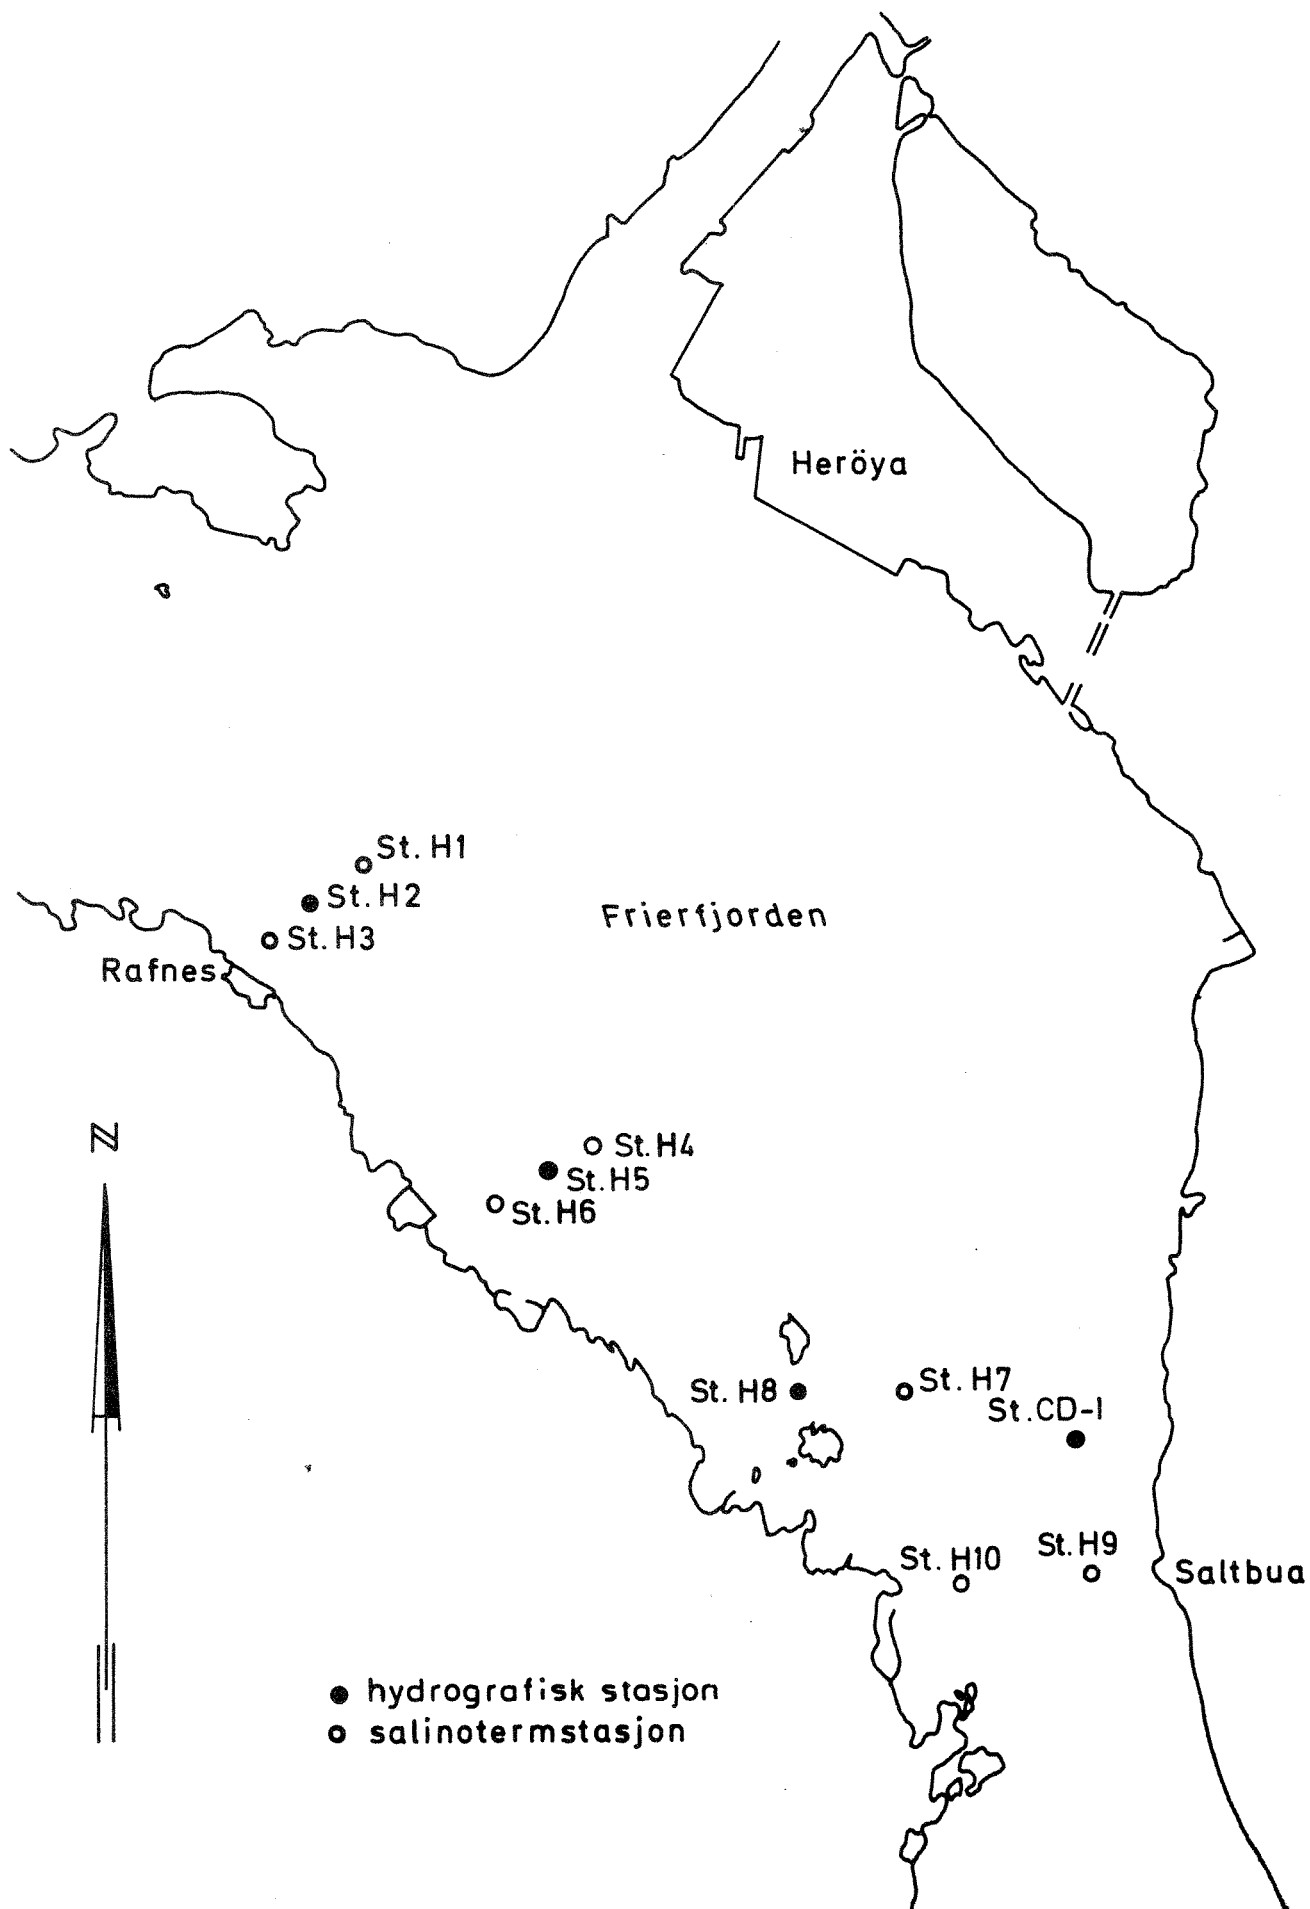 Heröya
St. H1
St. H2
Frierfjorden
St. H3
Rafnes
N
St. H4
St. H5
St. H6
St. H7
St. H8
St. CD-1
St. H9
St. H10
Saltbua
hydrografisk stasjon
salinotermstasjon